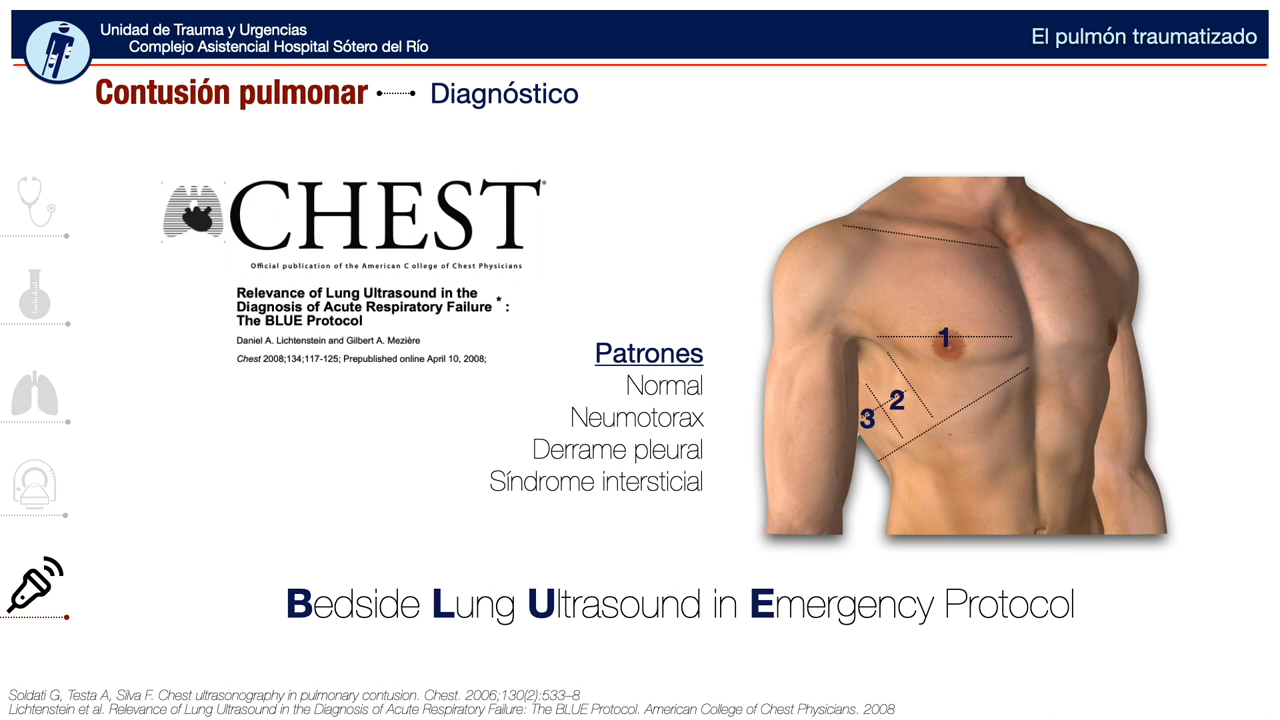 Unidad de Trauma y Urgencias
Complejo Asistencial Hospital Sótero del Río
El pulmón traumatizado
Contusión pulmonar
Diagnóstico
CHEST
Official publication of the American C ollege of Chest Physicians
Relevance of Lung Ultrasound in the
Diagnosis of Acute Respiratory Failure * :
The BLUE Protocol
Daniel A. Lichtenstein and Gilbert A. Mezière
Chest 2008;134;117-125; Prepublished online April 10, 2008;
Patrones
Normal
Neumotorax
Derrame pleural
Síndrome intersticial
1
2
3
Bedside Lung Ultrasound in Emergency Protocol
Soldati G, Testa A, Silva F. Chest ultrasonography in pulmonary contusion. Chest. 2006;130(2):533–8
Lichtenstein et al. Relevance of Lung Ultrasound in the Diagnosis of Acute Respiratory Failure: The BLUE Protocol. American College of Chest Physicians. 2008